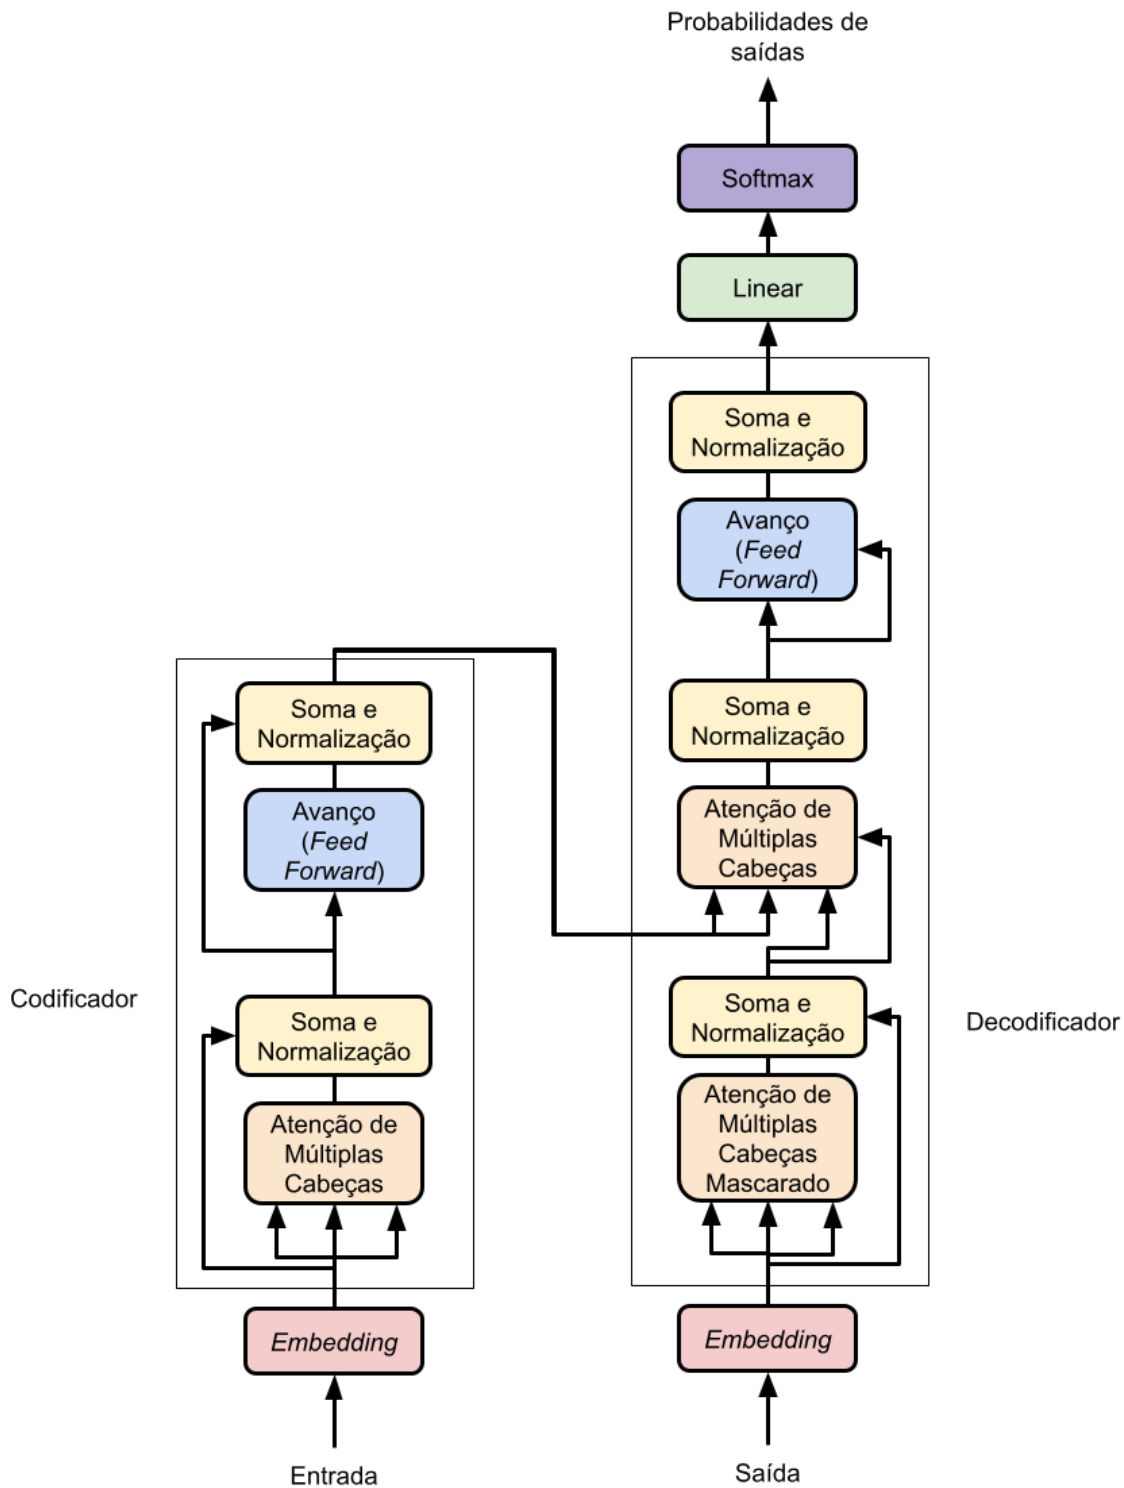 Probabilidades de
saídas
Softmax
Linear
Soma e
Normalização
Avanço
(Feed
Forward)
Soma e
Normalização
Atenção de
Múltiplas
Cabeças
Soma e
Normalização
Atenção de
Múltiplas
Cabeças
Mascarado
Embedding
Saída
Decodificador
Soma e
Normalização
Avanço
(Feed
Forward)
Soma e
Normalização
Atenção de
Múltiplas
Cabeças
Embedding
Entrada
Codificador